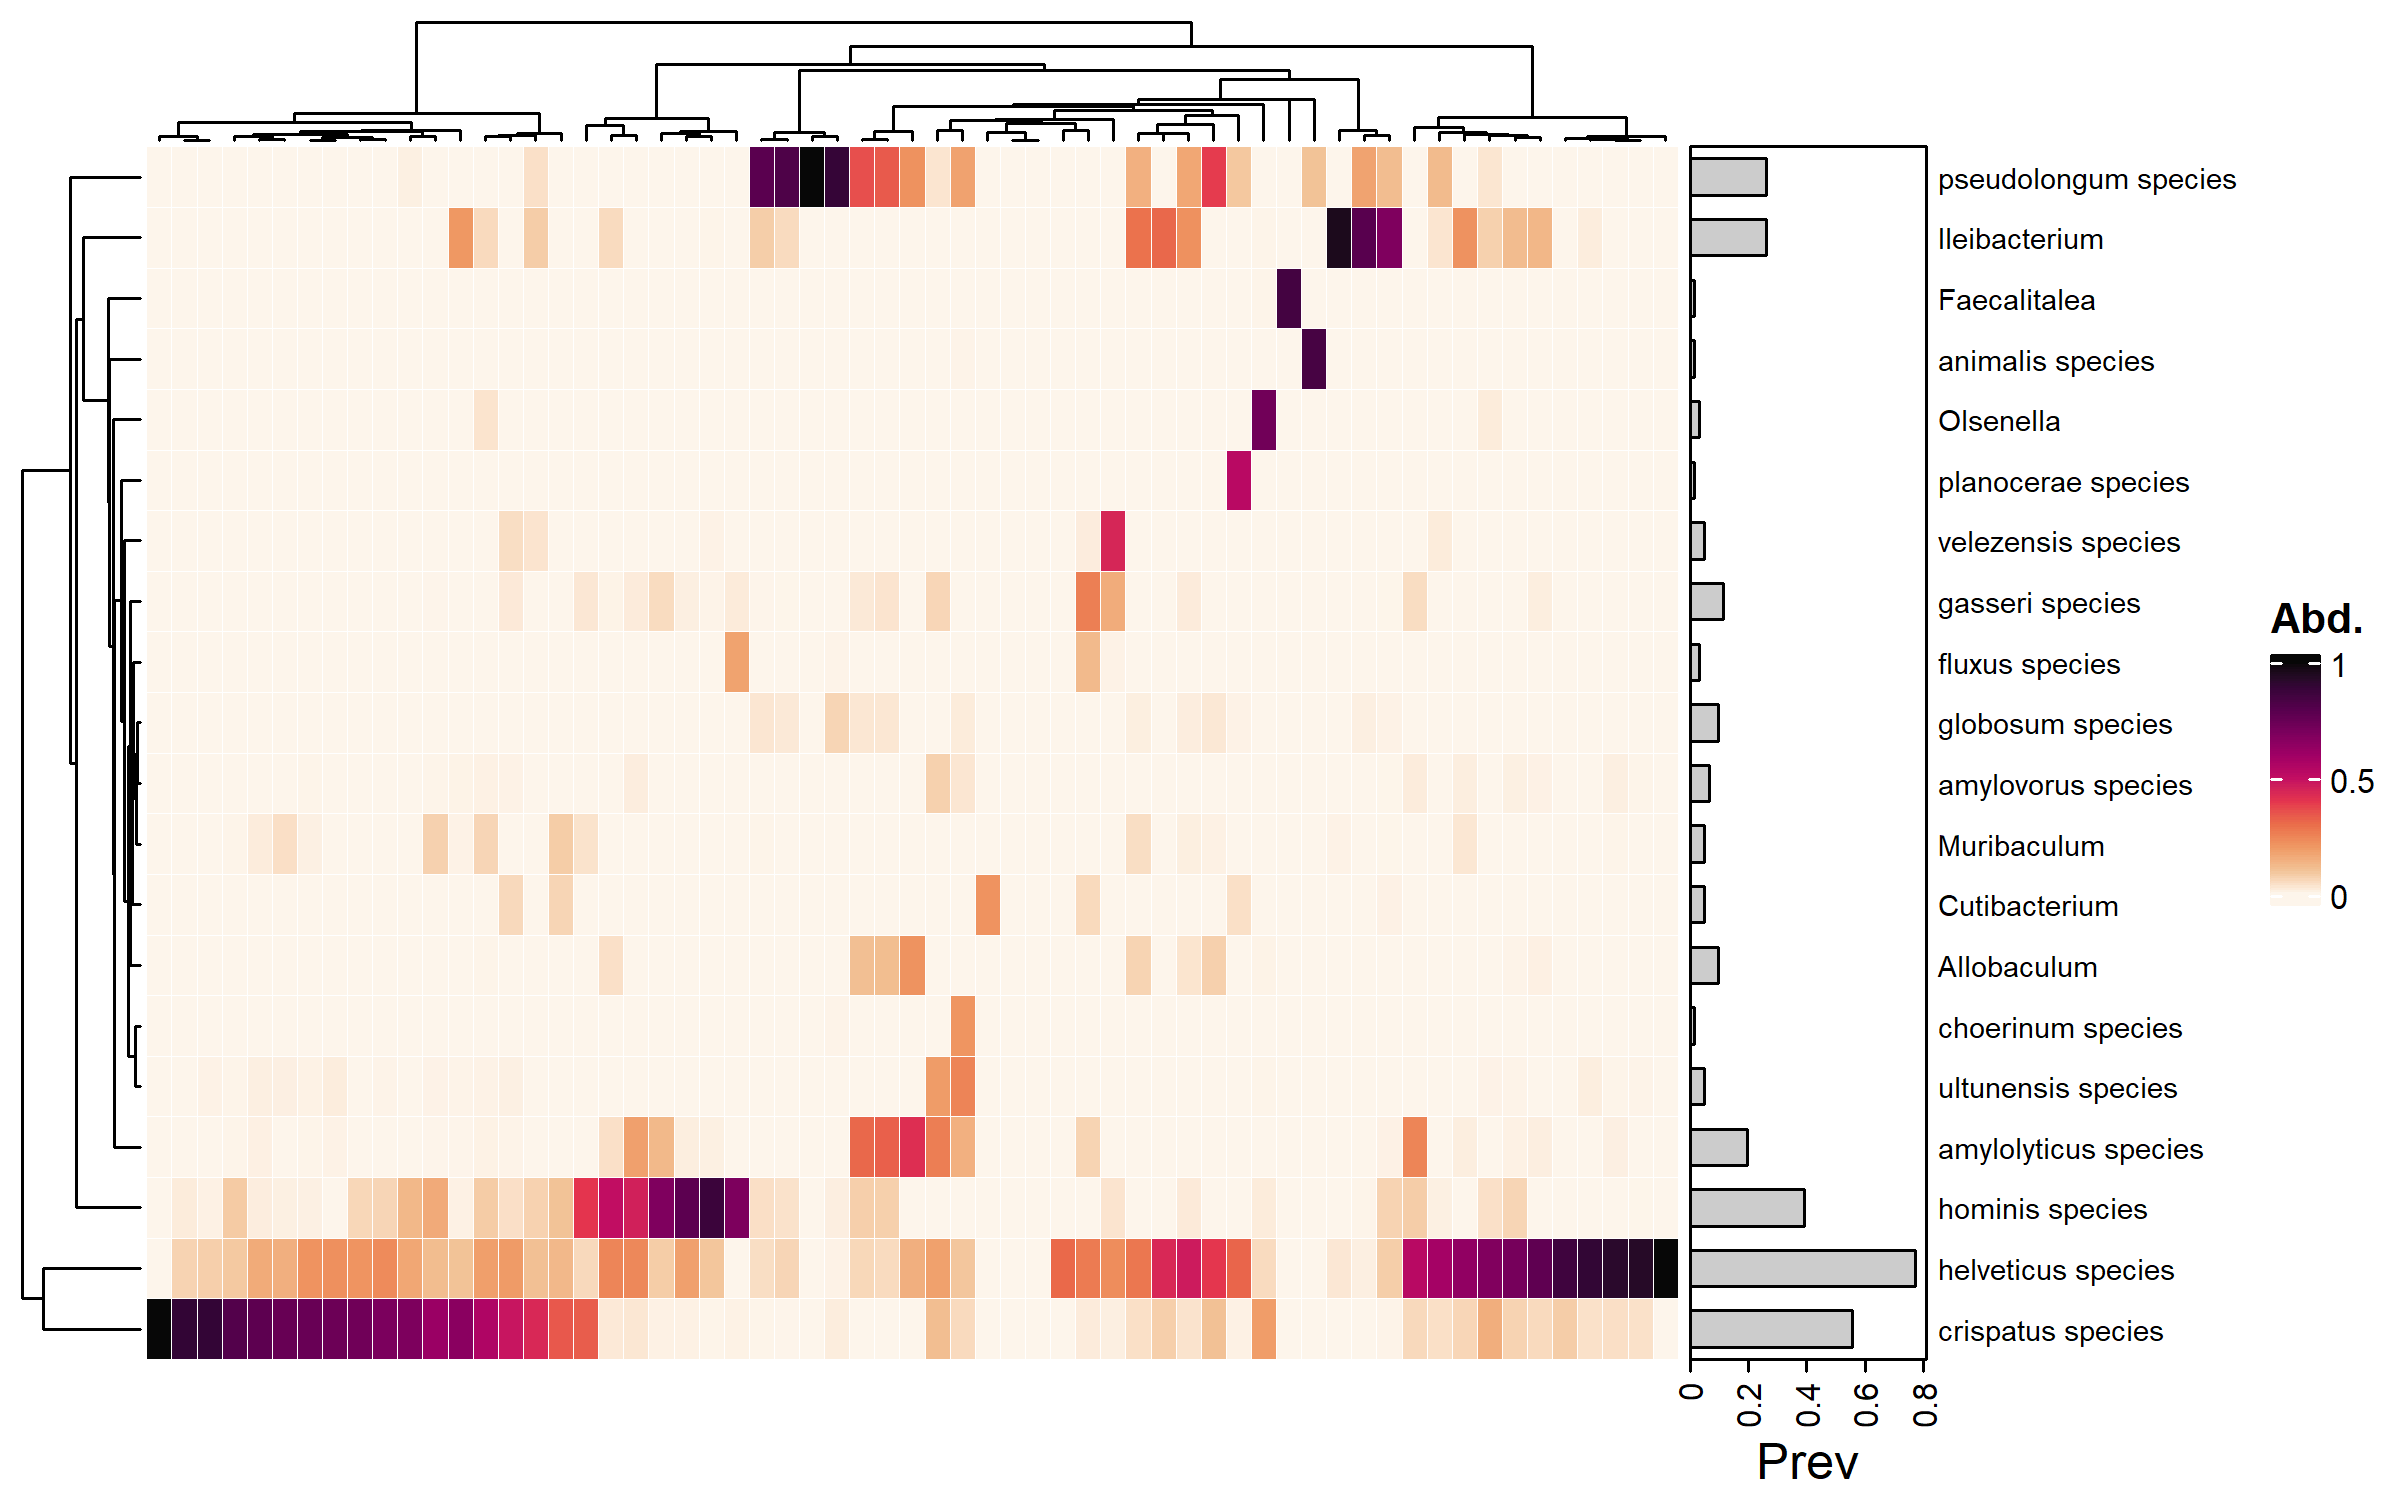 pseudolongum species
lleibacterium
Faecalitalea
animalis species
Olsenella
planocerae species
velezensis species
gasseri species
fluxus species
globosum species
amylovorus species
Muribaculum
Cutibacterium
Allobaculum
choerinum species
ultunensis species
amylolyticus species
hominis species
helveticus species
crispatus species
0
0.2
0.4
0.6
0.8
Prev
Abd.
1
0.5
0